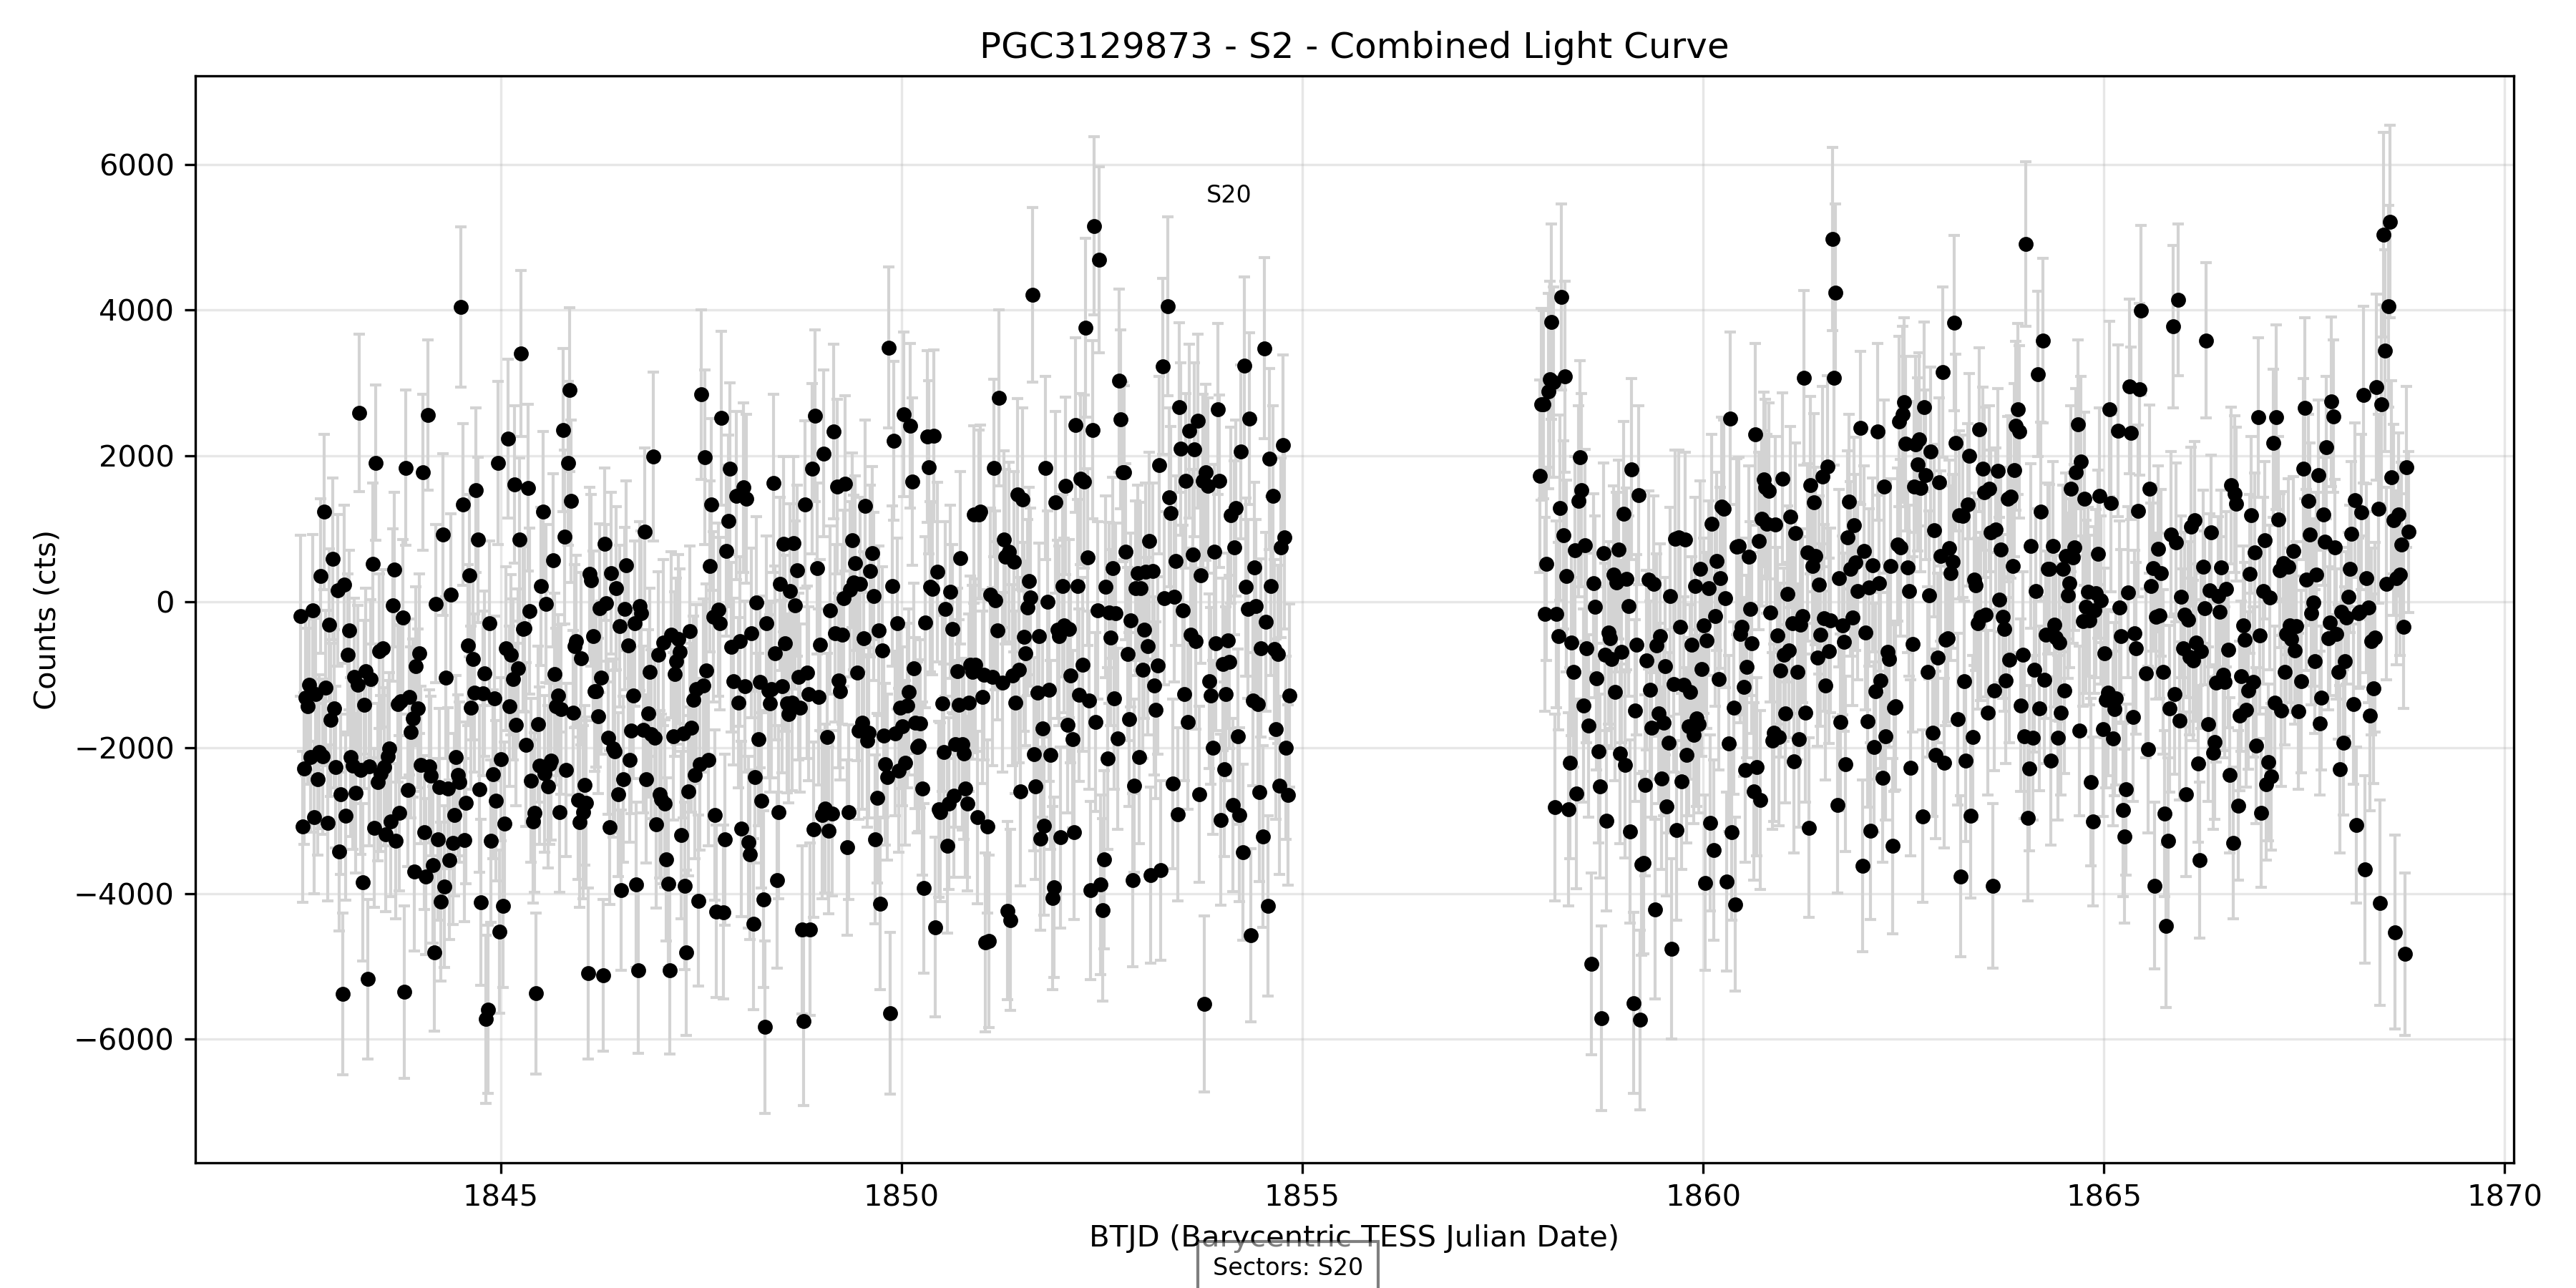 PGC3129873 - S2 - Combined Light Curve
6000
4000
2000
0
−2000
−4000
−6000
Counts (cts)
S20
1845
1850
1855
1860
1865
1870
BTJD (Barycentric TESS Julian Date)
Sectors: S20